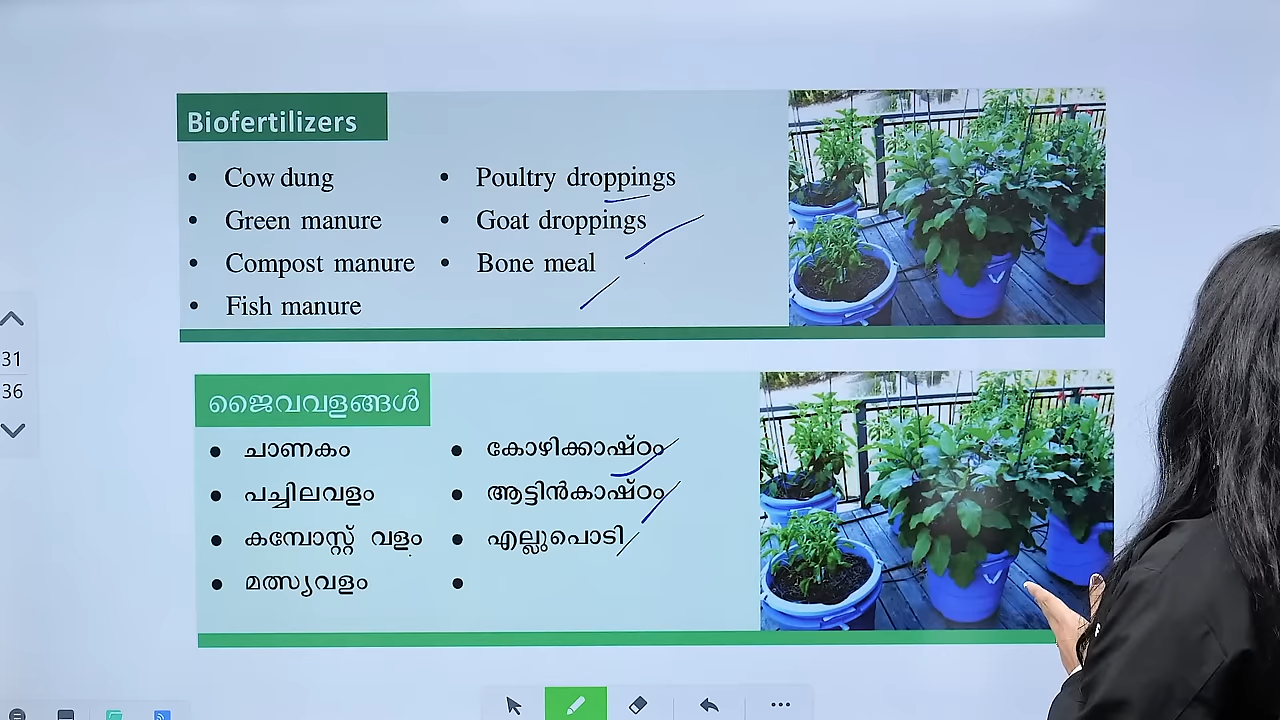 Biofertilizers
• Cow dung
• Green manure
• Compost manure
• Fish manure
• Poultry droppings
• Goat droppings
• Bone meal
31
36
ജൈവവളങ്ങൾ
• ചാണകം
• പച്ചിലവളം
• കമ്പോസ്റ്റ് വളം
• മത്സ്യവളം
• കോഴിക്കാഷ്ഠം
• ആട്ടിൻകാഷ്ഠം
• എല്ലുപൊടി
•